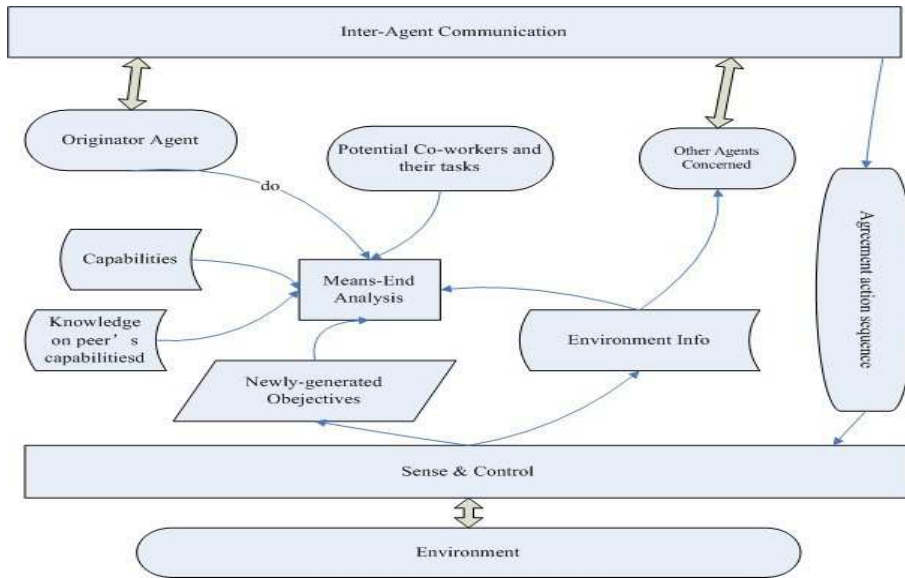 Inter-Agent Communication
Originator Agent
Potential Co-workers and
their tasks
Other Agents
Concerned
do
Agreement action sequence
Capabilities
Means-End
Analysis
Knowledge
on peer’s
capabilitiesd
Environment Info
Newly-generated
Obejectives
Sense & Control
Environment